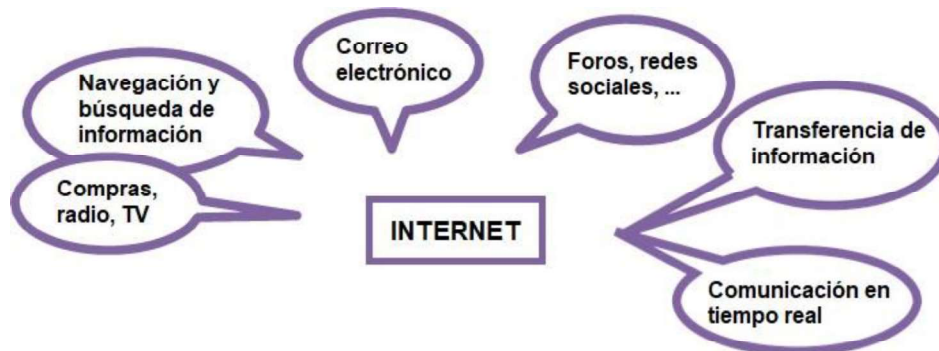 Correo
electrónico
Foros, redes
sociales, ...
Navegación y
búsqueda de
información
Transferencia de
información
Compras,
radio, TV
INTERNET
Comunicación en
tiempo real